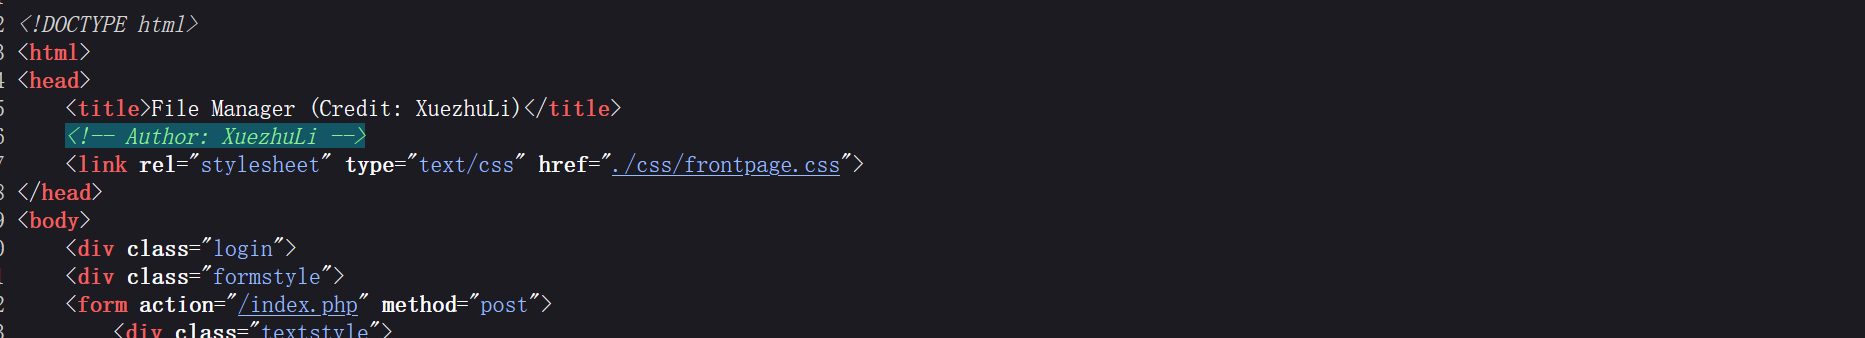 2 <!DOCTYPE html>
3 <html>
4 <head>
5 <title>File Manager (Credit: XuezhuLi)</title>
6 <!-- Author: XuezhuLi -->
7 <link rel="stylesheet" type="text/css" href="./css/frontpage.css">
8 </head>
9 <body>
0 <div class="login">
1 <div class="formstyle">
2 <form action="/index.php" method="post">
3 <div class="textstyle">